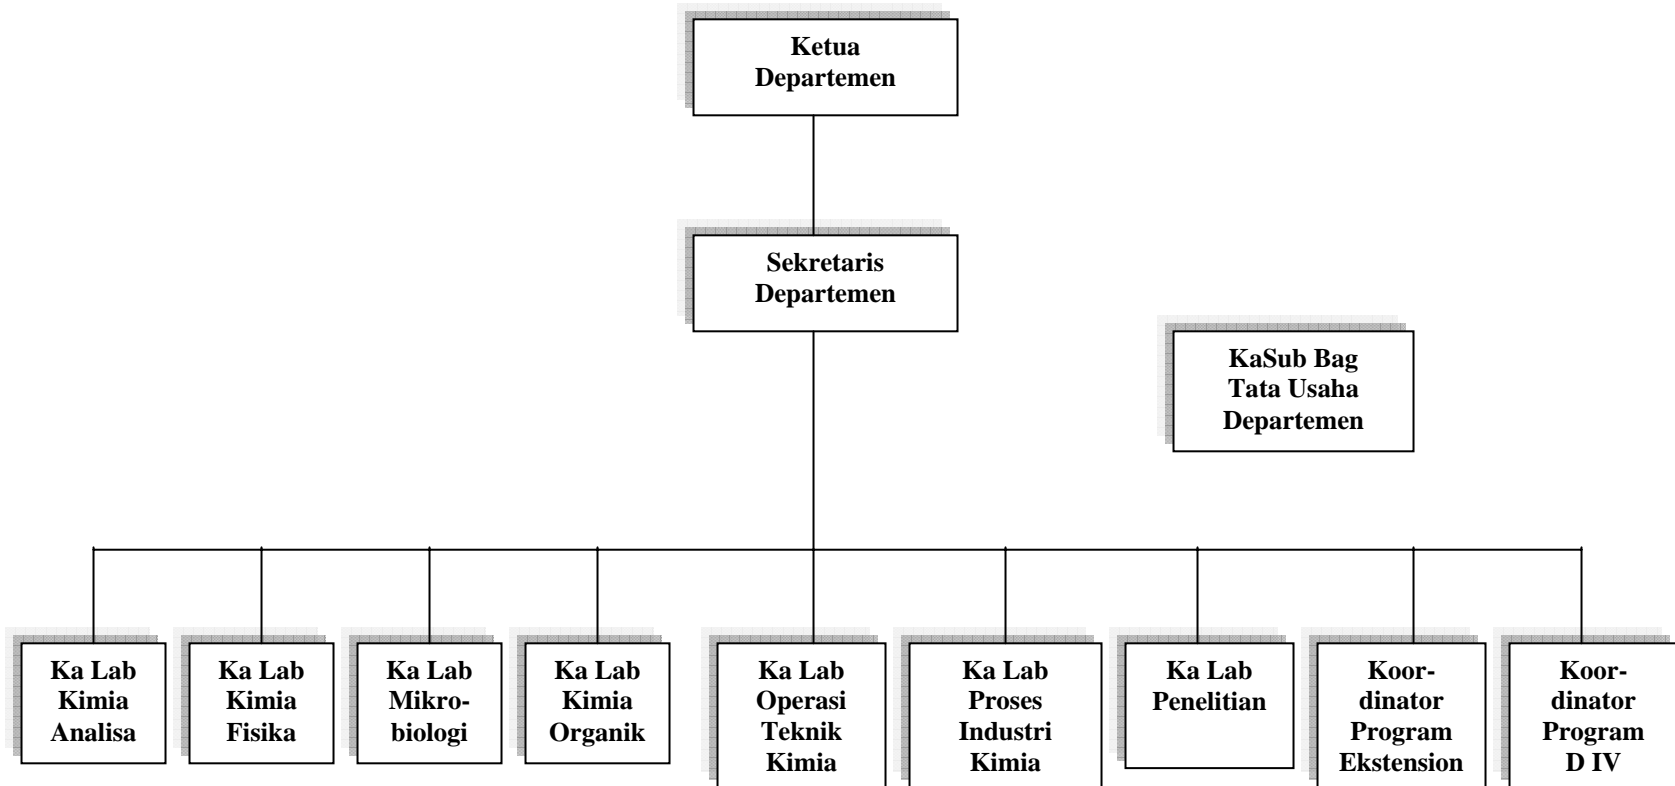 Ketua
Departemen
Sekretaris
Departemen
KaSub Bag
Tata Usaha
Departemen
Ka Lab
Kimia
Analisa
Ka Lab
Kimia
Fisika
Ka Lab
Mikro-
biologi
Ka Lab
Kimia
Organik
Ka Lab
Operasi
Teknik
Kimia
Ka Lab
Proses
Industri
Kimia
Ka Lab
Penelitian
Koor-
dinator
Program
Ekstension
Koor-
dinator
Program
D IV